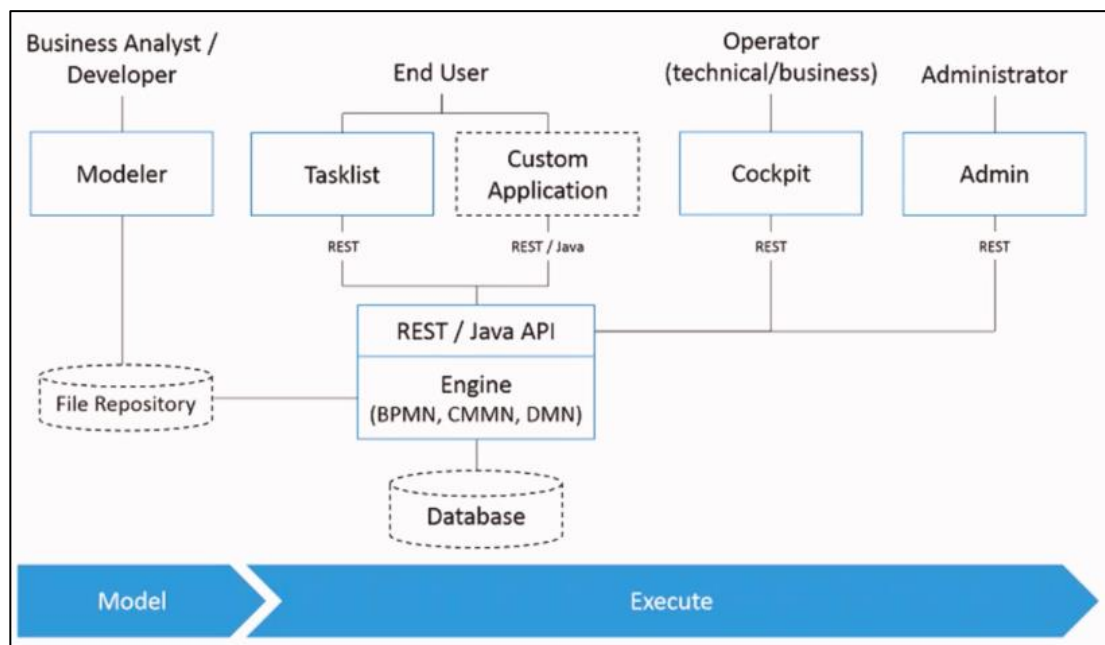 Business Analyst /
Developer
End User
Operator
(technical/business)
Administrator
Modeler
Tasklist
Custom
Application
Cockpit
Admin
REST
REST / Java
REST
REST
REST / Java API
Engine
(BPMN, CMMN, DMN)
File Repository
Database
Model
Execute